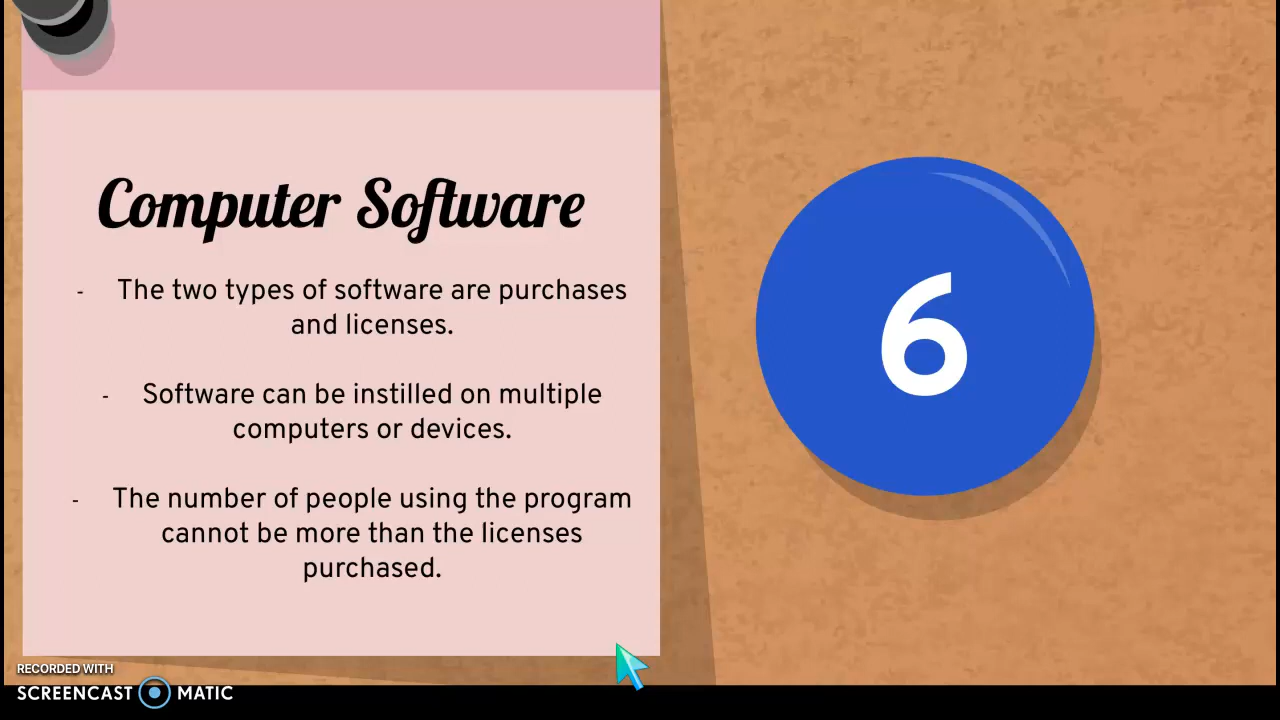 Computer Software
- The two types of software are purchases
and licenses.
- Software can be instilled on multiple
computers or devices.
- The number of people using the program
cannot be more than the licenses
purchased.
6
RECORDED WITH
SCREENCAST MATIC